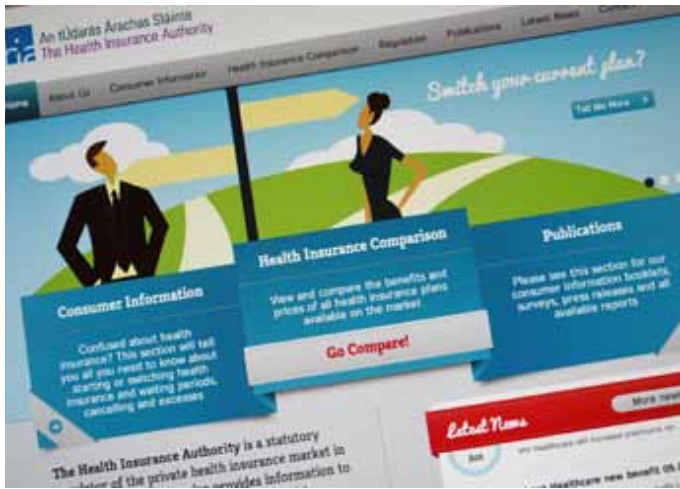 An tÚdarás Árachas Sláinte
The Health Insurance Authority
About Us
Consumer Information
Health Insurance Comparison
Regulation
Publications
Latest News
Switch your current plan?
Tell Me More
Consumer Information
Confused about health
insurance? This section will tell
you all you need to know about
starting or switching health
insurance and waiting periods,
cancelling and excesses
Health Insurance Comparison
View and compare the benefits and
prices of all health insurance plans
available on the market
Go Compare!
Publications
Please see this section for our
consumer information booklets,
surveys, press releases and all
available reports
The Health Insurance Authority is a statutory
of the private health insurance market in
provides information to
Latest News
More news
Healthcare new benefit